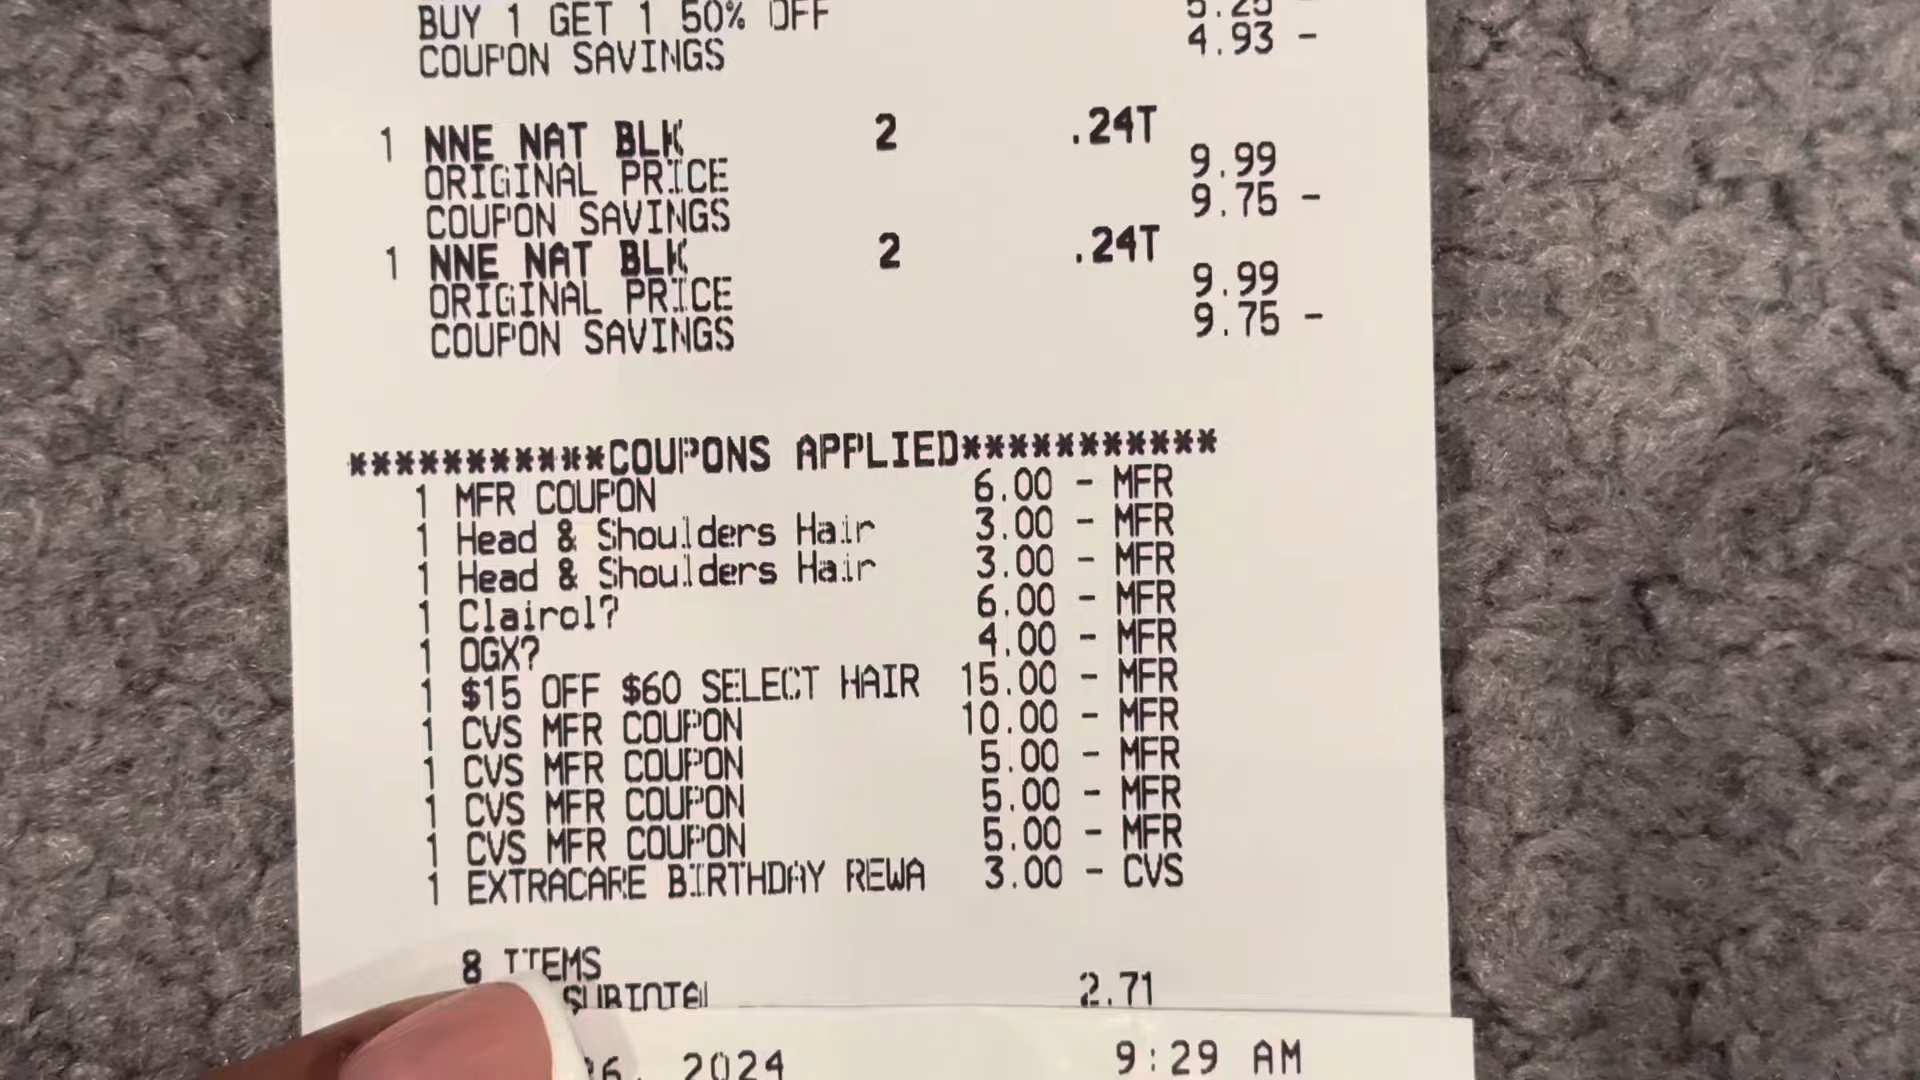 BUY 1 GET 1 50% OFF 5.25 -
COUPON SAVINGS 4.93 -
1 NNE NAT BLK 2 .24T
ORIGINAL PRICE 9.99
COUPON SAVINGS 9.75 -
1 NNE NAT BLK 2 .24T
ORIGINAL PRICE 9.99
COUPON SAVINGS 9.75 -
***********COUPONS APPLIED***********
1 MFR COUPON 6.00 - MFR
1 Head & Shoulders Hair 3.00 - MFR
1 Head & Shoulders Hair 3.00 - MFR
1 Clairol? 6.00 - MFR
1 OGX? 4.00 - MFR
1 $15 OFF $60 SELECT HAIR 15.00 - MFR
1 CVS MFR COUPON 10.00 - MFR
1 CVS MFR COUPON 5.00 - MFR
1 CVS MFR COUPON 5.00 - MFR
1 CVS MFR COUPON 5.00 - MFR
1 EXTRACARE BIRTHDAY REWA 3.00 - CVS
8 ITEMS
SUBTOTAL 2.71
26, 2024 9:29 AM